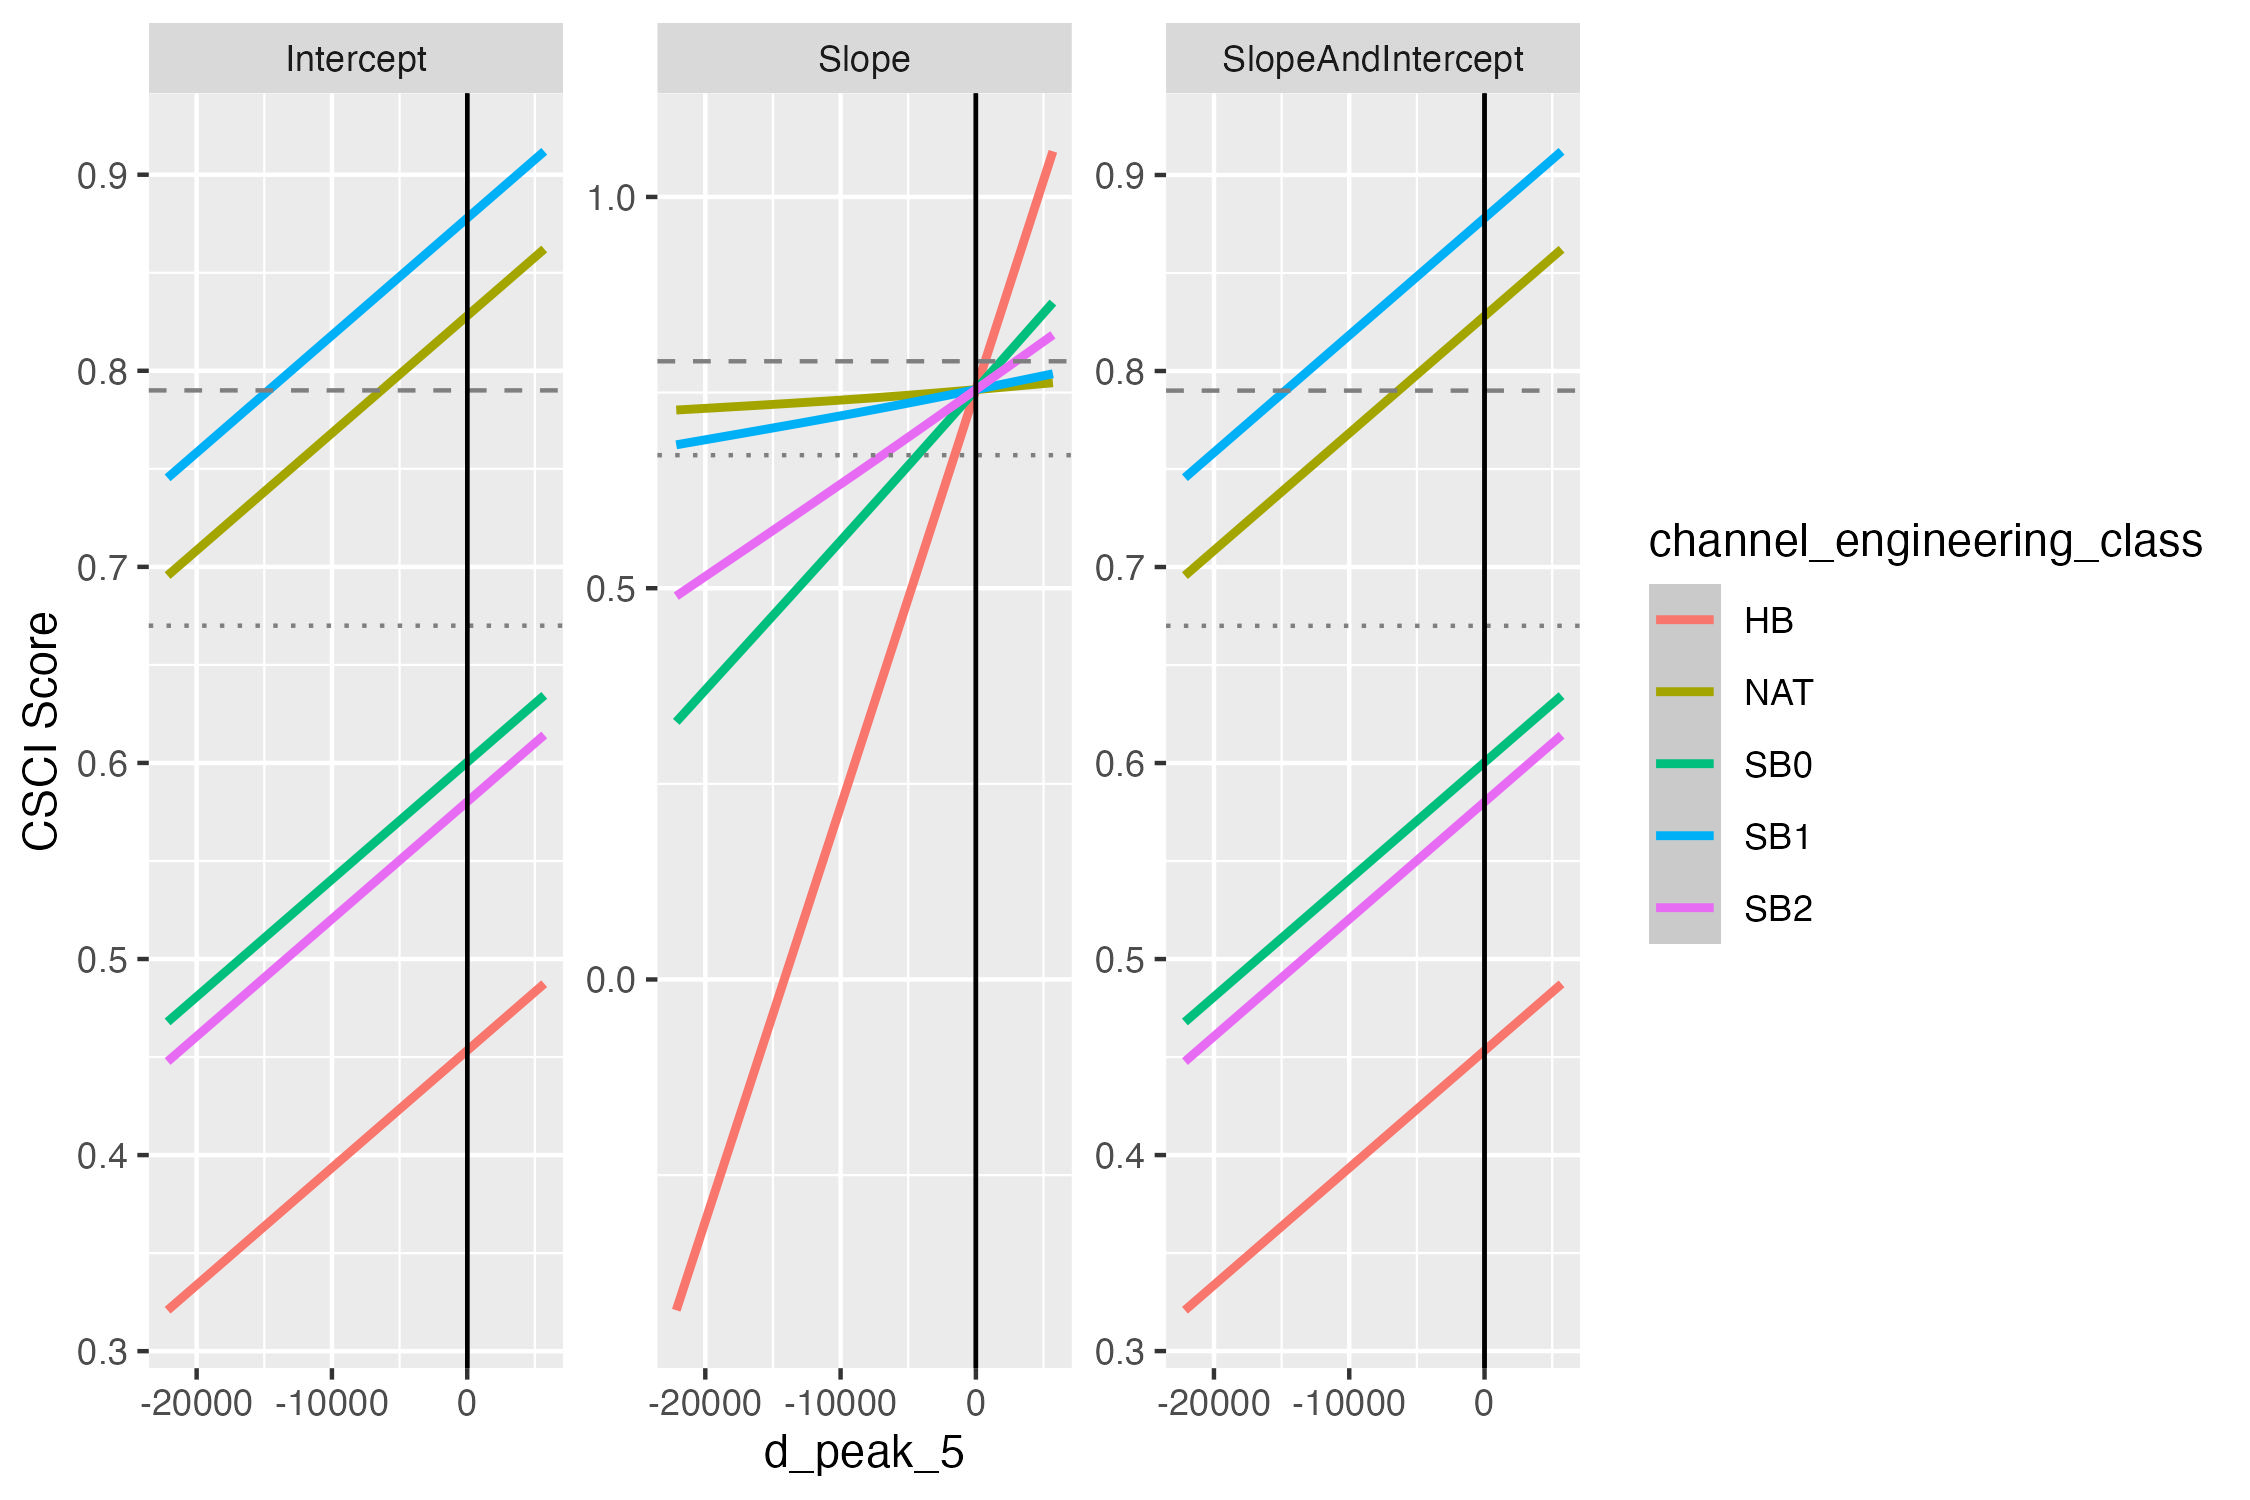 Intercept
Slope
SlopeAndIntercept
CSCI Score
0.9
0.8
0.7
0.6
0.5
0.4
0.3
1.0
0.5
0.0
0.9
0.8
0.7
0.6
0.5
0.4
0.3
-20000 -10000 0
-20000 -10000 0
-20000 -10000 0
d_peak_5
channel_engineering_class
HB
NAT
SB0
SB1
SB2